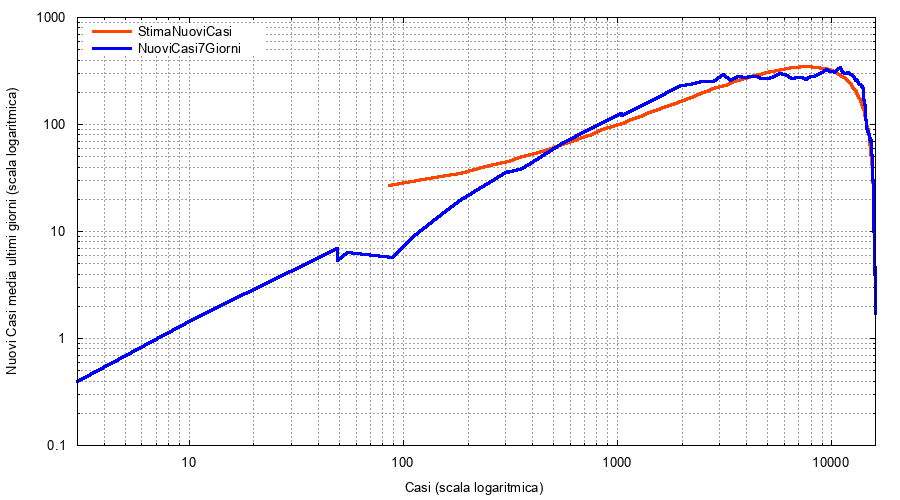 1000
StimaNuoviCasi
NuoviCasi7Giorni
100
10
1
0.1
Nuovi Casi media ultimi giorni (scala logaritmica)
10
100
1000
10000
Casi (scala logaritmica)